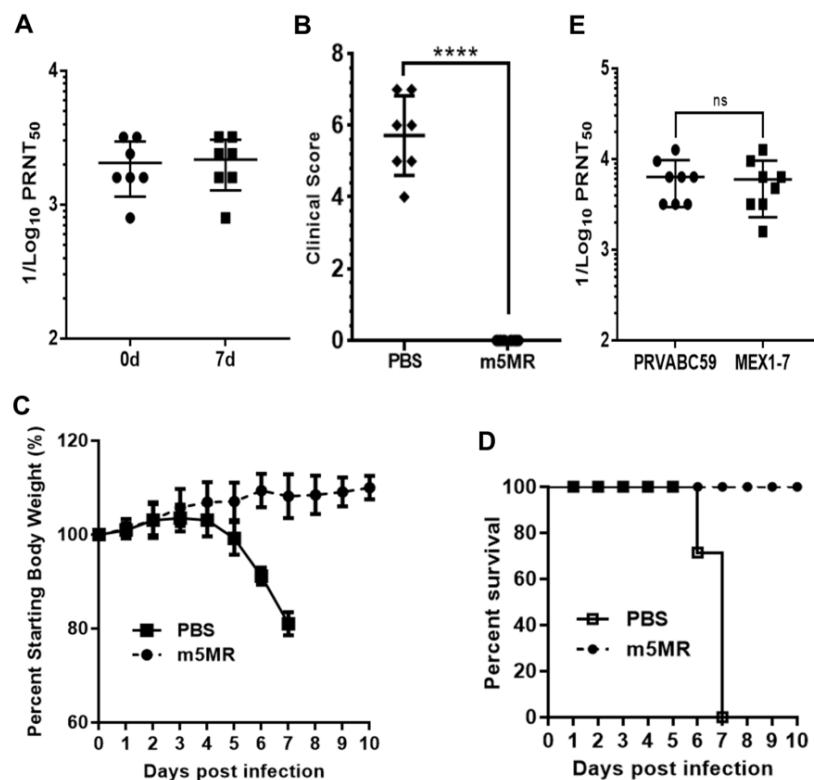 A
1/Log10 PRNT50
4
3
2
0d
7d
B
Clinical Score
8
6
4
2
0
****
PBS
m5MR
E
1/Log10 PRNT50
5
4
3
2
ns
PRVABC59
MEX1-7
C
Percent Starting Body Weight (%)
120
100
80
60
PBS
m5MR
0 1 2 3 4 5 6 7 8 9 10
Days post infection
D
Percent survival
100
80
60
40
20
0
PBS
m5MR
0 1 2 3 4 5 6 7 8 9 10
Days post infection